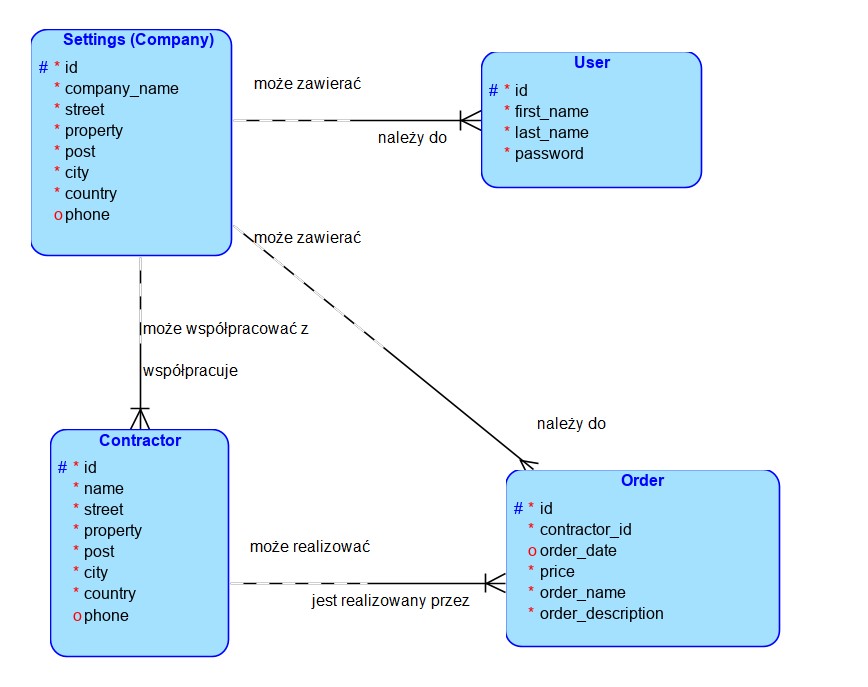 Settings (Company)
# * id
* company_name
* street
* property
* post
* city
* country
o phone
może zawierać
należy do
User
# * id
* first_name
* last_name
* password
może zawierać
należy do
może współpracować z
współpracuje
Contractor
# * id
* name
* street
* property
* post
* city
* country
o phone
może realizować
jest realizowany przez
Order
# * id
* contractor_id
o order_date
* price
* order_name
* order_description